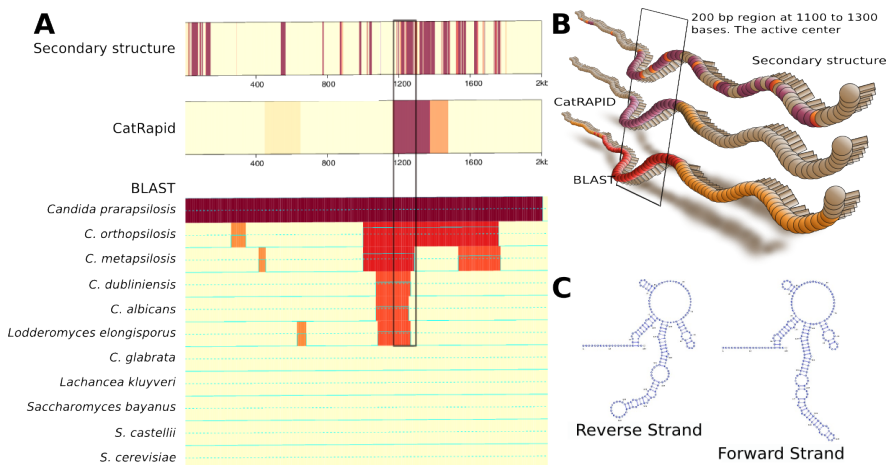 A
Secondary structure
400
800
1200
1600
2kb
CatRapid
400
800
1200
1600
2kb
BLAST
Candida prarapsilosis
C. orthopsilosis
C. metapsilosis
C. dubliniensis
C. albicans
Lodderomyces elongisporus
C. glabrata
Lachancea kluyveri
Saccharomyces bayanus
S. castellii
S. cerevisiae
B
200 bp region at 1100 to 1300
bases. The active center
Secondary structure
CatRAPID
BLAST
C
Reverse Strand
Forward Strand